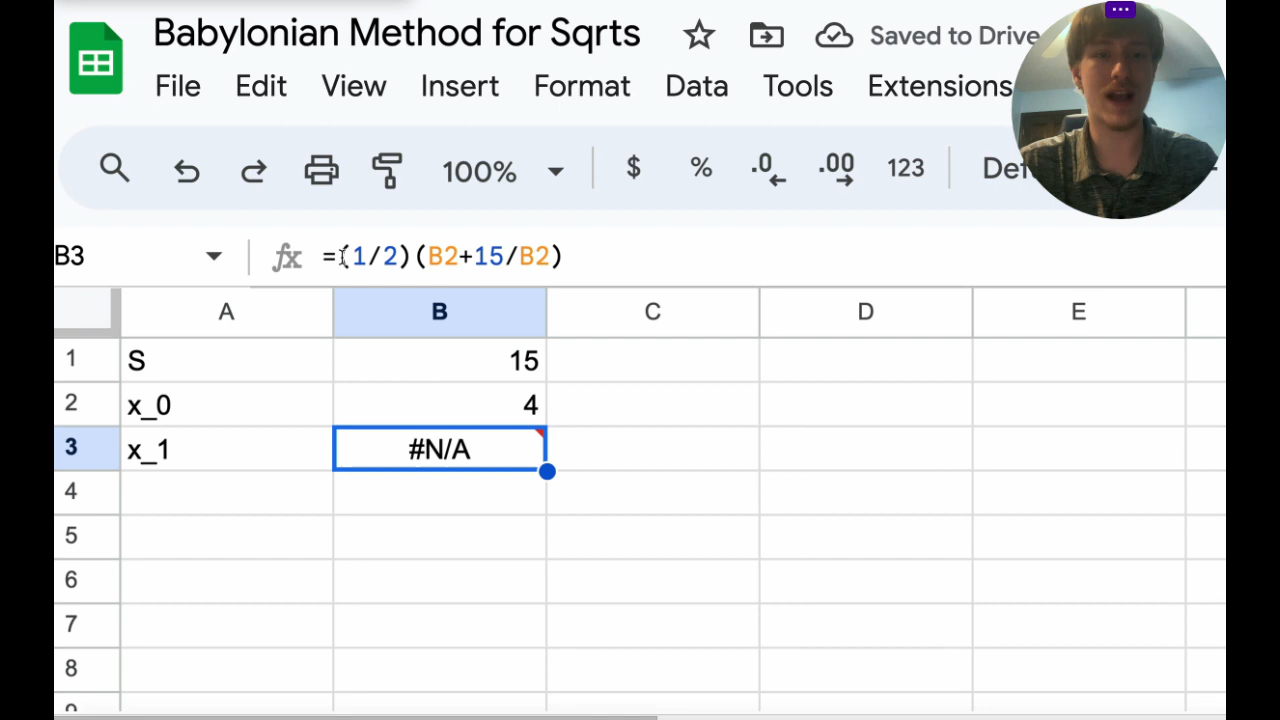 Babylonian Method for Sqrts Saved to Drive
File Edit View Insert Format Data Tools Extensions
100% $ % .0 .00 123
B3 fx =(1/2)(B2+15/B2)
A B C D E
1 S 15
2 x_0 4
3 x_1 #N/A
4
5
6
7
8